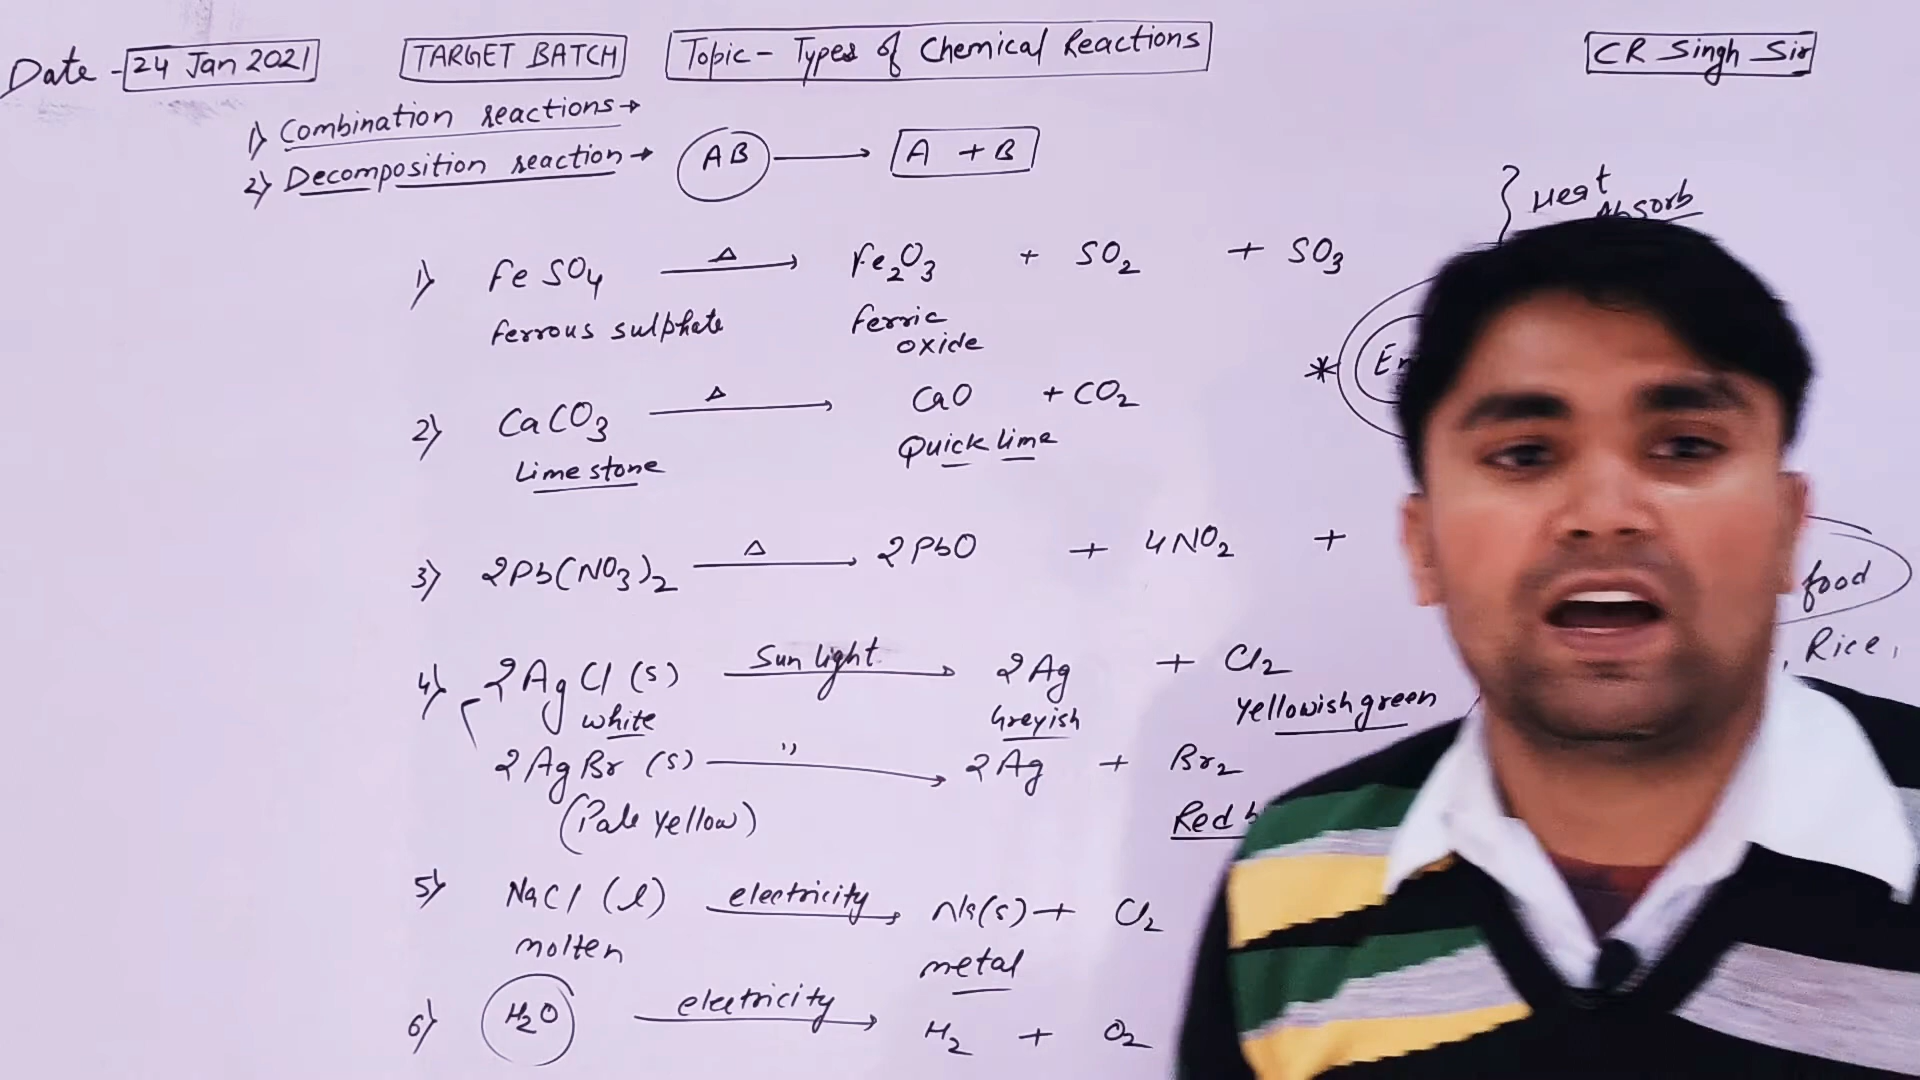 Date - 24 Jan 2021 TARGET BATCH Topic - Types of Chemical Reactions CR Singh Sir
1) Combination reactions →
2) Decomposition reaction → AB ⟶ A + B
Heat
Absorb
1) FeSO4 Δ⟶ Fe2O3 + SO2 + SO3
ferrous sulphate ferric
oxide
* En
2) CaCO3 Δ⟶ CaO + CO2
Lime stone Quick lime
3) 2Pb(NO3)2 Δ⟶ 2PbO + 4NO2 +
food
Rice,
4) 2AgCl (s) Sun light⟶ 2Ag + Cl2
white Greyish Yellowish green
2AgBr (s) ,,⟶ 2Ag + Br2
(Pale Yellow) Red b
5) NaCl (l) electricity⟶ Na(s) + Cl2
molten metal
6) H2O electricity⟶ H2 + O2